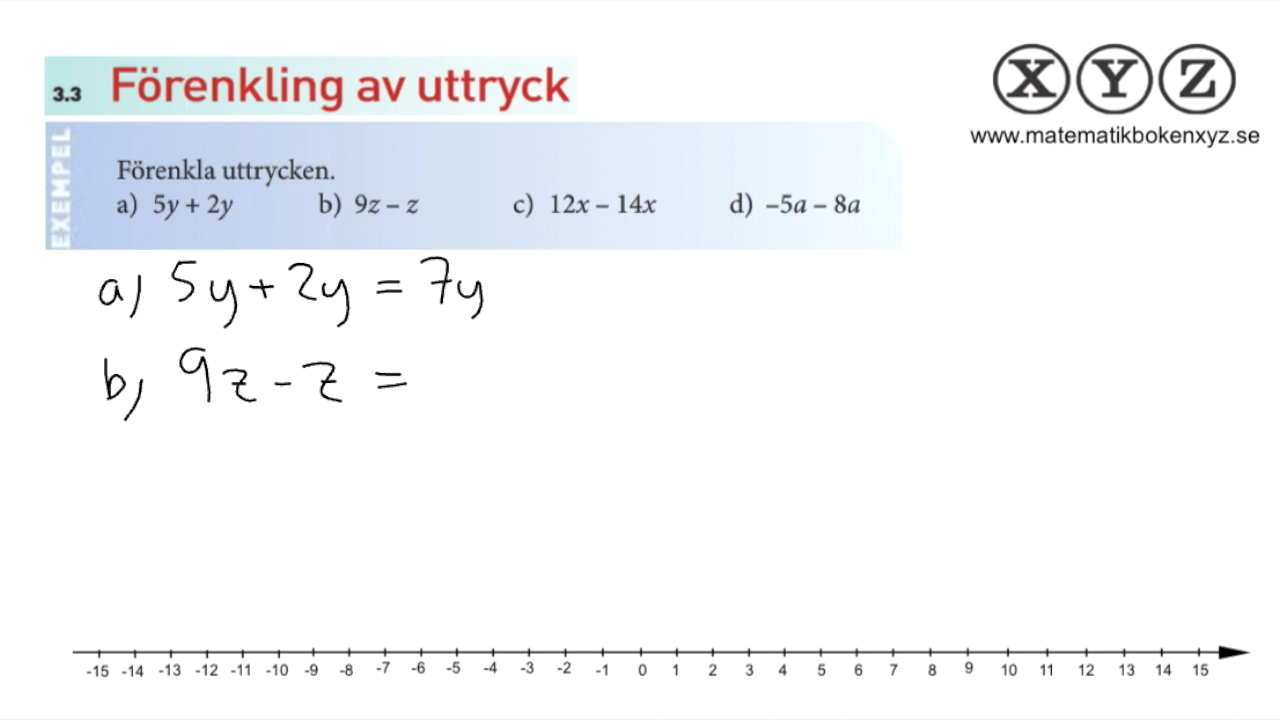 3.3 Förenkling av uttryck
X Y Z
www.matematikbokenxyz.se
EXEMPEL
Förenkla uttrycken.
a) 5y + 2y b) 9z – z c) 12x – 14x d) –5a – 8a
a) 5y + 2y = 7y
b) 9z - z =
-15 -14 -13 -12 -11 -10 -9 -8 -7 -6 -5 -4 -3 -2 -1 0 1 2 3 4 5 6 7 8 9 10 11 12 13 14 15